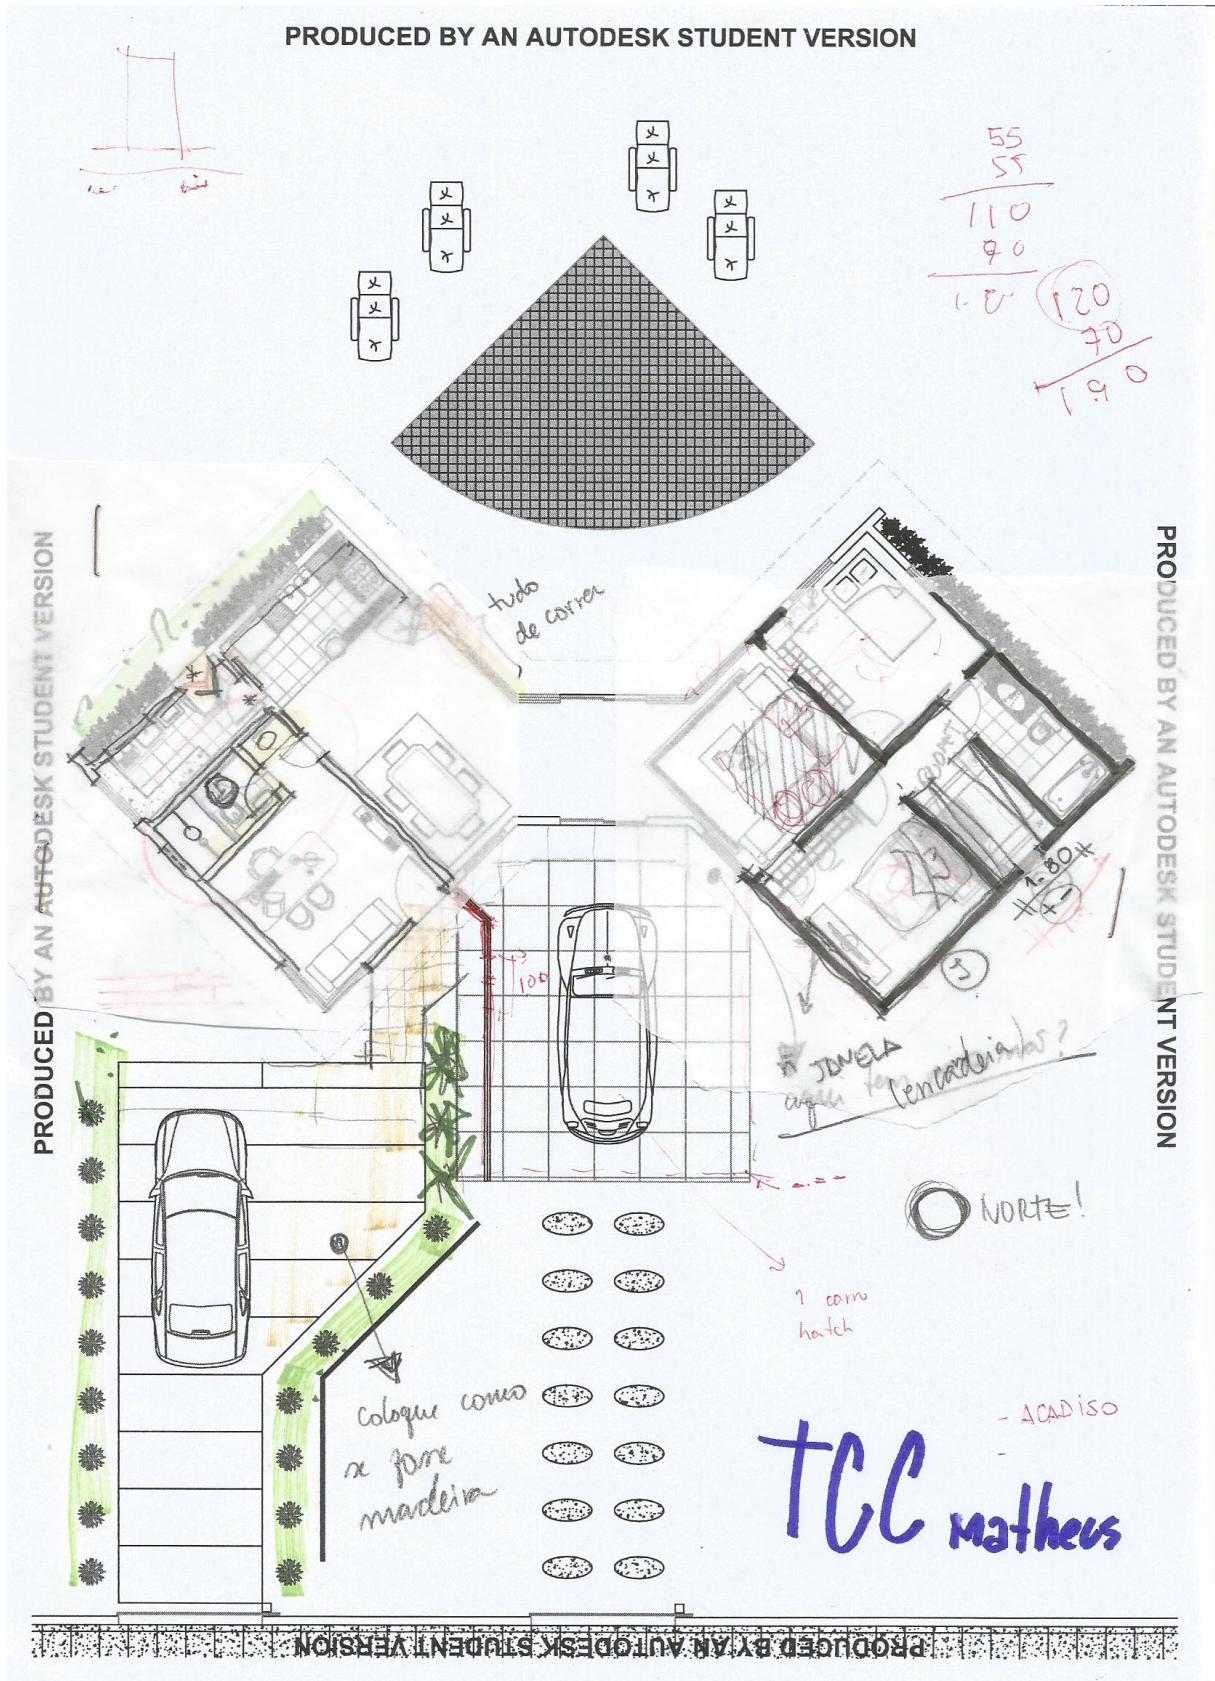 PRODUCED BY AN AUTODESK STUDENT VERSION
55
55
110
120
70
PRODUCED BY AN AUTODESK STUDENT VERSION
PRODUCED BY AN AUTODESK STUDENT VERSION
tudo
de correr
1.80
100
J
JANELA
aqui tem
NORTE!
1 carro
hatch
Coloque como
se fosse
madeira
- ACADISO
-
TCC
Matheus
PRODUCED BY AN AUTODESK STUDENT VERSION